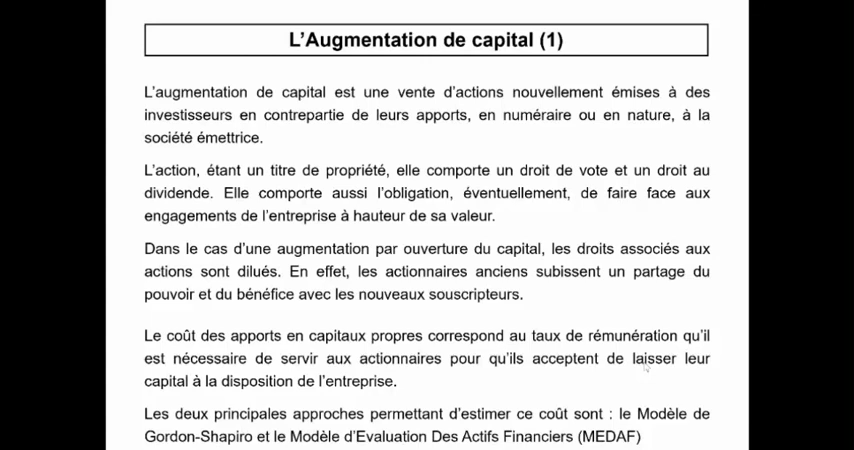 L'Augmentation de capital (1)
L'augmentation de capital est une vente d'actions nouvellement émises à des
investisseurs en contrepartie de leurs apports, en numéraire ou en nature, à la
société émettrice.
L'action, étant un titre de propriété, elle comporte un droit de vote et un droit au
dividende. Elle comporte aussi l'obligation, éventuellement, de faire face aux
engagements de l'entreprise à hauteur de sa valeur.
Dans le cas d'une augmentation par ouverture du capital, les droits associés aux
actions sont dilués. En effet, les actionnaires anciens subissent un partage du
pouvoir et du bénéfice avec les nouveaux souscripteurs.
Le coût des apports en capitaux propres correspond au taux de rémunération qu'il
est nécessaire de servir aux actionnaires pour qu'ils acceptent de laisser leur
capital à la disposition de l'entreprise.
Les deux principales approches permettant d'estimer ce coût sont : le Modèle de
Gordon-Shapiro et le Modèle d'Evaluation Des Actifs Financiers (MEDAF)